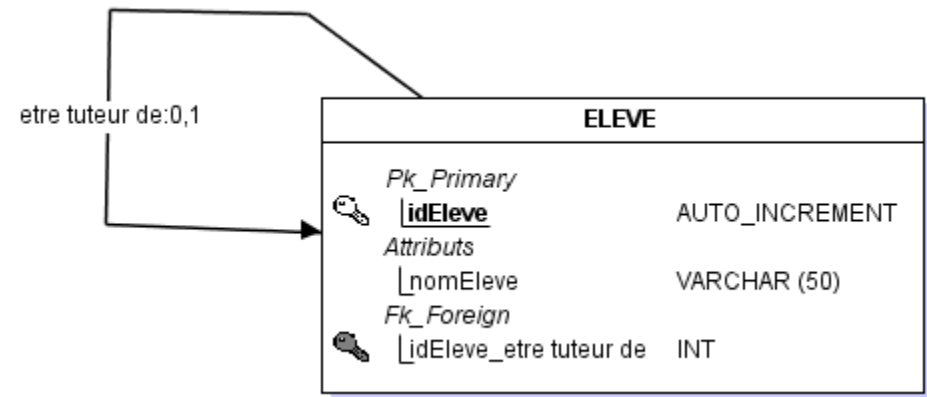 etre tuteur de:0,1
ELEVE
Pk_Primary
idEleve AUTO_INCREMENT
Attributs
nomEleve VARCHAR (50)
Fk_Foreign
idEleve_etre tuteur de INT